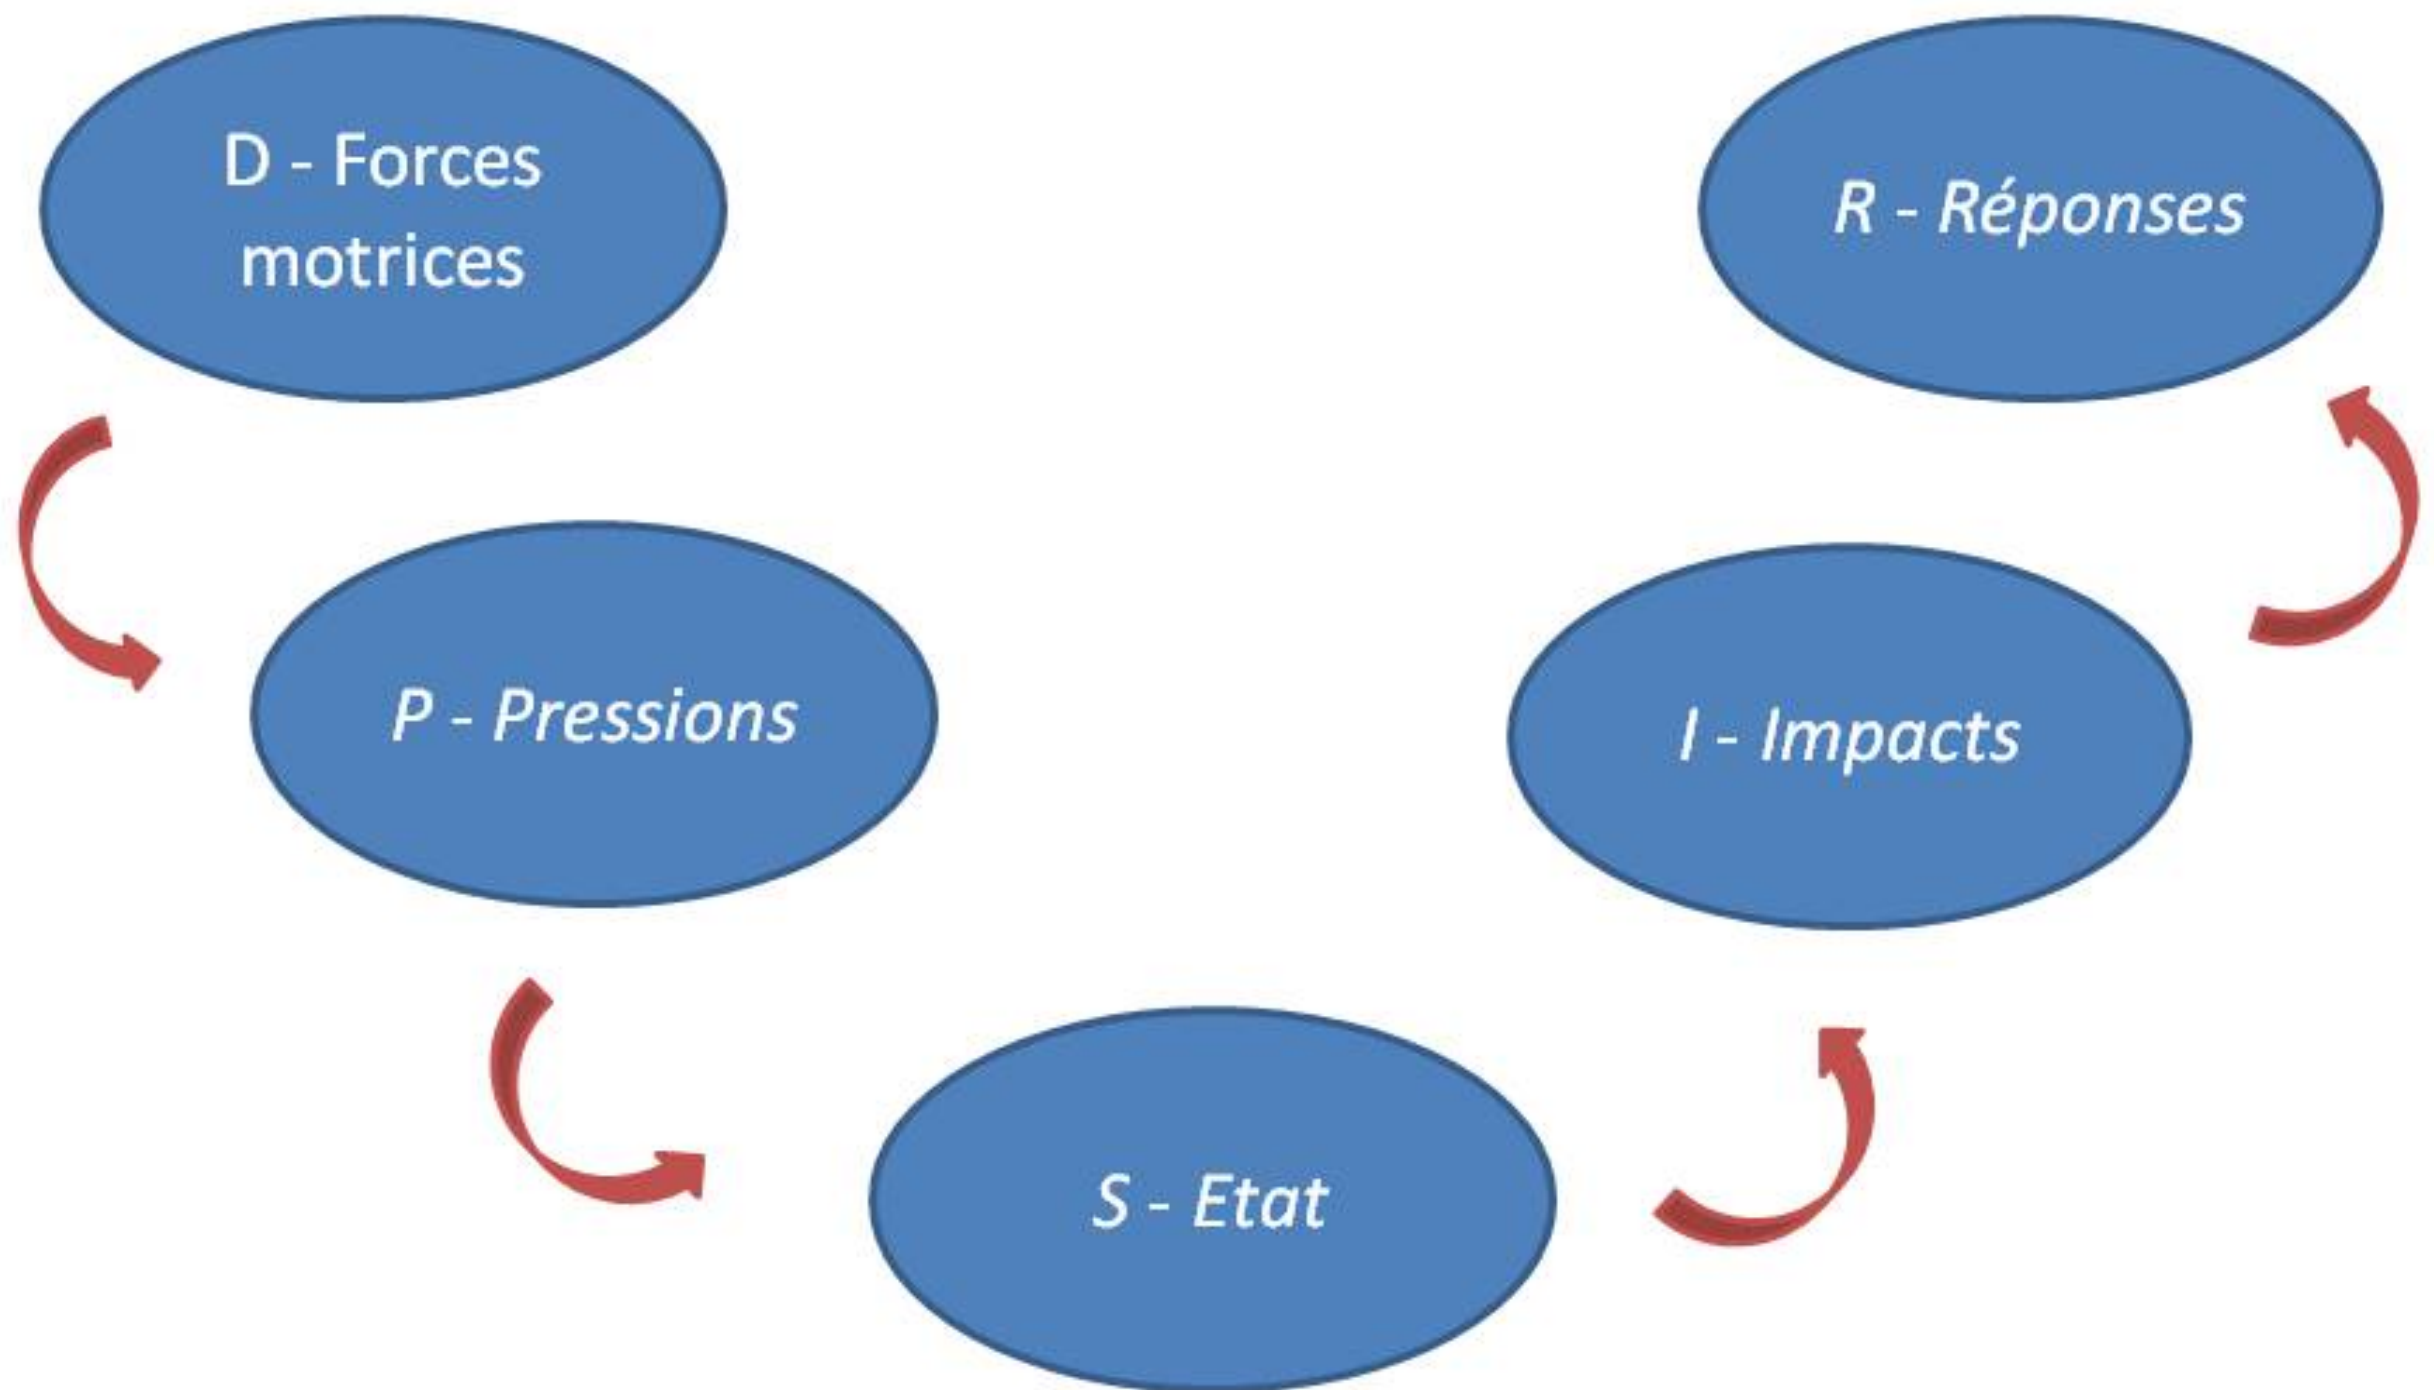 D - Forces
motrices
R - Réponses
P - Pressions
I - Impacts
S - Etat